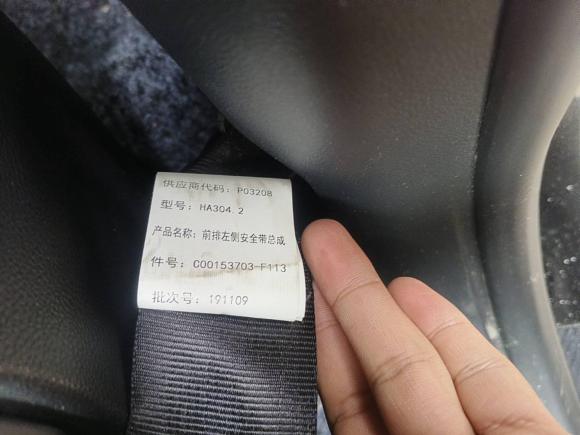 供应商代码：P03208
型号：HA304.2
产品名称：前排左侧安全带总成
件号：C00153703-F113
批次号：191109